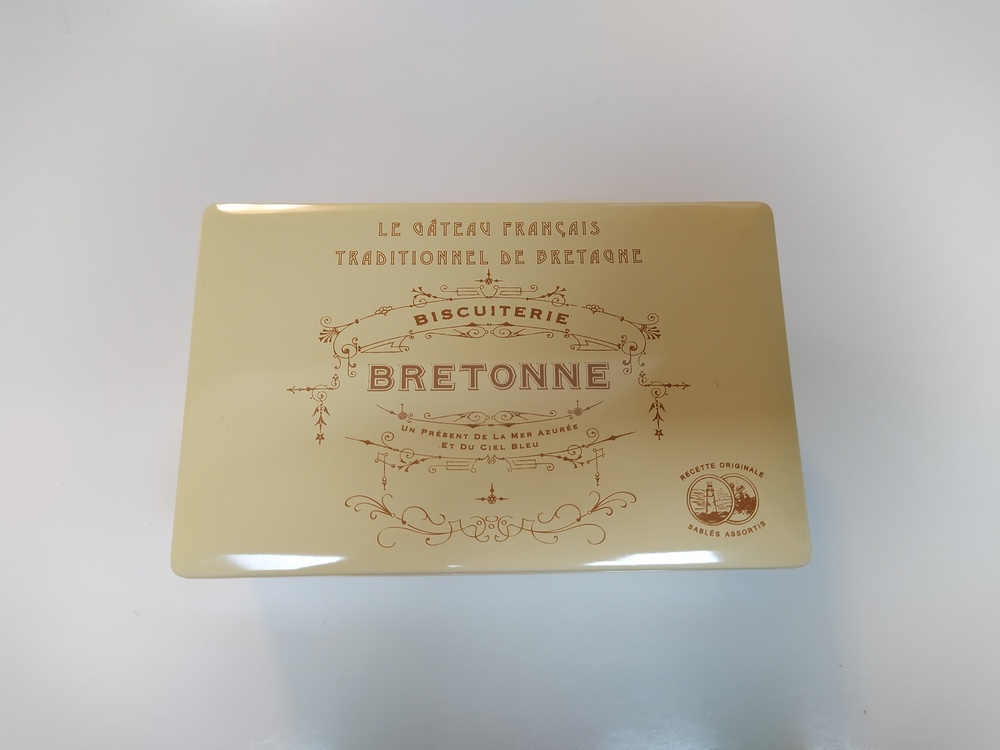 LE GÂTEAU FRANÇAIS
TRADITIONNEL DE BRETAGNE
BISCUITERIE
BRETONNE
UN PRÉSENT DE LA MER AZURÉE
ET DU CIEL BLEU
RECETTE ORIGINALE
SABLÉS ASSORTIS